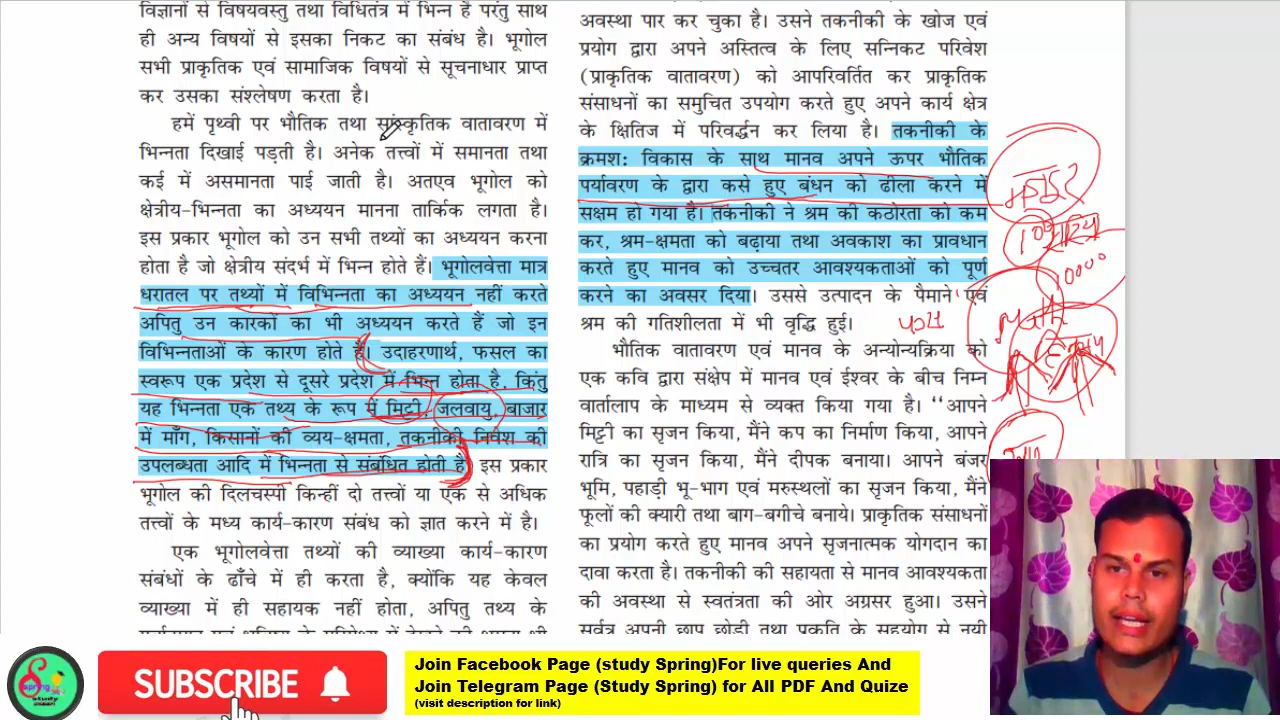 विज्ञानों से विषयवस्तु तथा विधितंत्र में भिन्न है परंतु साथ
ही अन्य विषयों से इसका निकट का संबंध है। भूगोल
सभी प्राकृतिक एवं सामाजिक विषयों से सूचनाधार प्राप्त
कर उसका संश्लेषण करता है।
हमें पृथ्वी पर भौतिक तथा सांस्कृतिक वातावरण में
भिन्नता दिखाई पड़ती है। अनेक तत्त्वों में समानता तथा
कई में असमानता पाई जाती है। अतएव भूगोल को
क्षेत्रीय-भिन्नता का अध्ययन मानना तार्किक लगता है।
इस प्रकार भूगोल को उन सभी तथ्यों का अध्ययन करना
होता है जो क्षेत्रीय संदर्भ में भिन्न होते हैं। भूगोलवेत्ता मात्र
धरातल पर तथ्यों में विभिन्नता का अध्ययन नहीं करते
अपितु उन कारकों का भी अध्ययन करते हैं जो इन
विभिन्नताओं के कारण होते हैं। उदाहरणार्थ, फसल का
स्वरूप एक प्रदेश से दूसरे प्रदेश में भिन्न होता है, किंतु
यह भिन्नता एक तथ्य के रूप में मिट्टी, जलवायु, बाजार
में माँग, किसानों की व्यय-क्षमता, तकनीकी निवेश की
उपलब्धता आदि में भिन्नता से संबंधित होती है। इस प्रकार
भूगोल की दिलचस्पी किन्हीं दो तत्त्वों या एक से अधिक
तत्त्वों के मध्य कार्य-कारण संबंध को ज्ञात करने में है।
एक भूगोलवेत्ता तथ्यों की व्याख्या कार्य-कारण
संबंधों के ढाँचे में ही करता है, क्योंकि यह केवल
व्याख्या में ही सहायक नहीं होता, अपितु तथ्य के
अवस्था पार कर चुका है। उसने तकनीकी के खोज एवं
प्रयोग द्वारा अपने अस्तित्व के लिए सन्निकट परिवेश
(प्राकृतिक वातावरण) को आपरिवर्तित कर प्राकृतिक
संसाधनों का समुचित उपयोग करते हुए अपने कार्य क्षेत्र
के क्षितिज में परिवर्द्धन कर लिया है। तकनीकी के
क्रमश: विकास के साथ मानव अपने ऊपर भौतिक
पर्यावरण के द्वारा कसे हुए बंधन को ढीला करने में
सक्षम हो गया है। तकनीकी ने श्रम की कठोरता को कम
कर, श्रम-क्षमता को बढ़ाया तथा अवकाश का प्रावधान
करते हुए मानव को उच्चतर आवश्यकताओं को पूर्ण
करने का अवसर दिया। उससे उत्पादन के पैमाने एवं
श्रम की गतिशीलता में भी वृद्धि हुई।
भौतिक वातावरण एवं मानव के अन्योन्यक्रिया को
एक कवि द्वारा संक्षेप में मानव एवं ईश्वर के बीच निम्न
वार्तालाप के माध्यम से व्यक्त किया गया है। ‘‘आपने
मिट्टी का सृजन किया, मैंने कप का निर्माण किया, आपने
रात्रि का सृजन किया, मैंने दीपक बनाया। आपने बंजर
भूमि, पहाड़ी भू-भाग एवं मरुस्थलों का सृजन किया, मैंने
फूलों की क्यारी तथा बाग-बगीचे बनाये। प्राकृतिक संसाधनों
का प्रयोग करते हुए मानव अपने सृजनात्मक योगदान का
दावा करता है। तकनीकी की सहायता से मानव आवश्यकता
की अवस्था से स्वतंत्रता की ओर अग्रसर हुआ। उसने
सर्वत्र अपनी छाप छोड़ी तथा प्रकृति के सहयोग से नयी
10000
Spring
study
SUBSCRIBE
Join Facebook Page (study Spring)For live queries And
Join Telegram Page (Study Spring) for All PDF And Quize
(visit description for link)